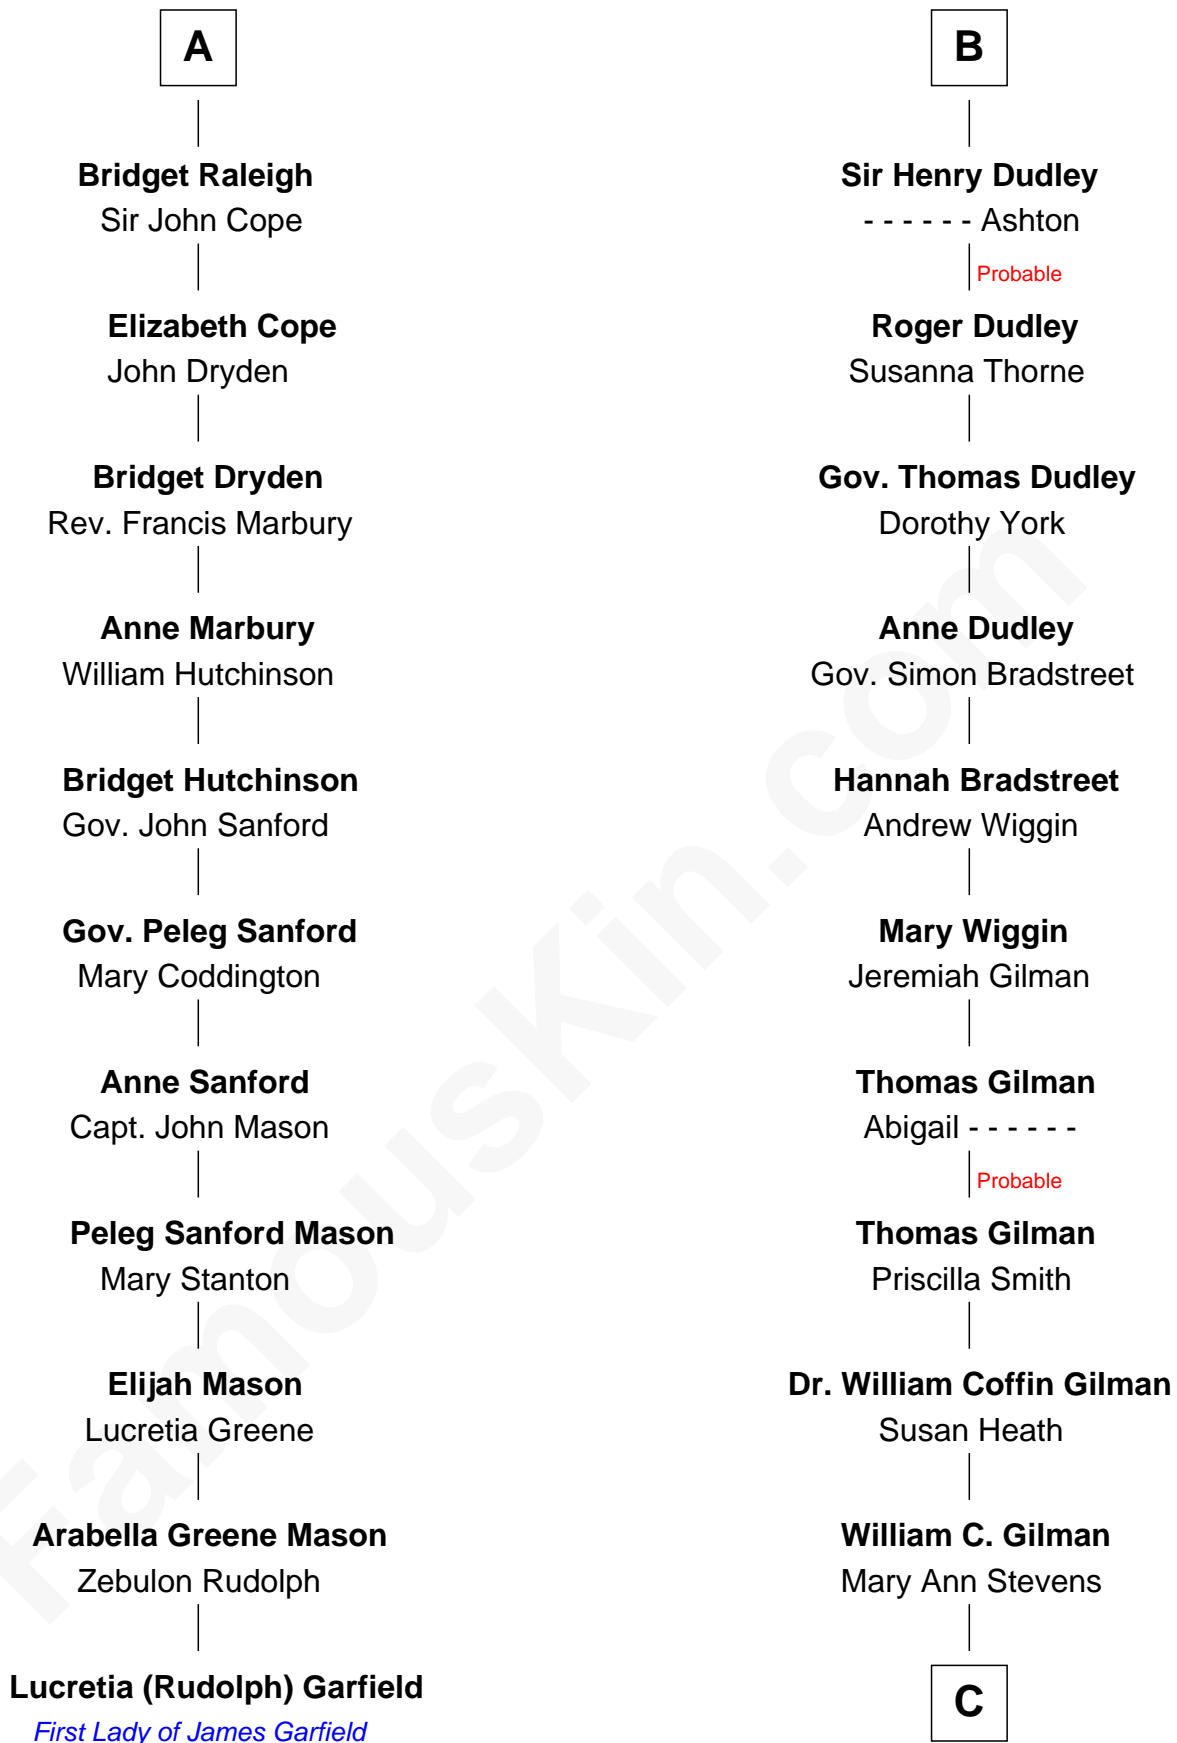 A
Bridget Raleigh
Sir John Cope
Elizabeth Cope
John Dryden
Bridget Dryden
Rev. Francis Marbury
Anne Marbury
William Hutchinson
Bridget Hutchinson
Gov. John Sanford
Gov. Peleg Sanford
Mary Coddington
Anne Sanford
Capt. John Mason
Peleg Sanford Mason
Mary Stanton
Elijah Mason
Lucretia Greene
Arabella Greene Mason
Zebulon Rudolph
Lucretia (Rudolph) Garfield
First Lady of James Garfield
B
Sir Henry Dudley
- - - - - - Ashton
Probable
Roger Dudley
Susanna Thorne
Gov. Thomas Dudley
Dorothy York
Anne Dudley
Gov. Simon Bradstreet
Hannah Bradstreet
Andrew Wiggin
Mary Wiggin
Jeremiah Gilman
Thomas Gilman
Abigail - - - - - -
Probable
Thomas Gilman
Priscilla Smith
Dr. William Coffin Gilman
Susan Heath
William C. Gilman
Mary Ann Stevens
C
FamousKin.com